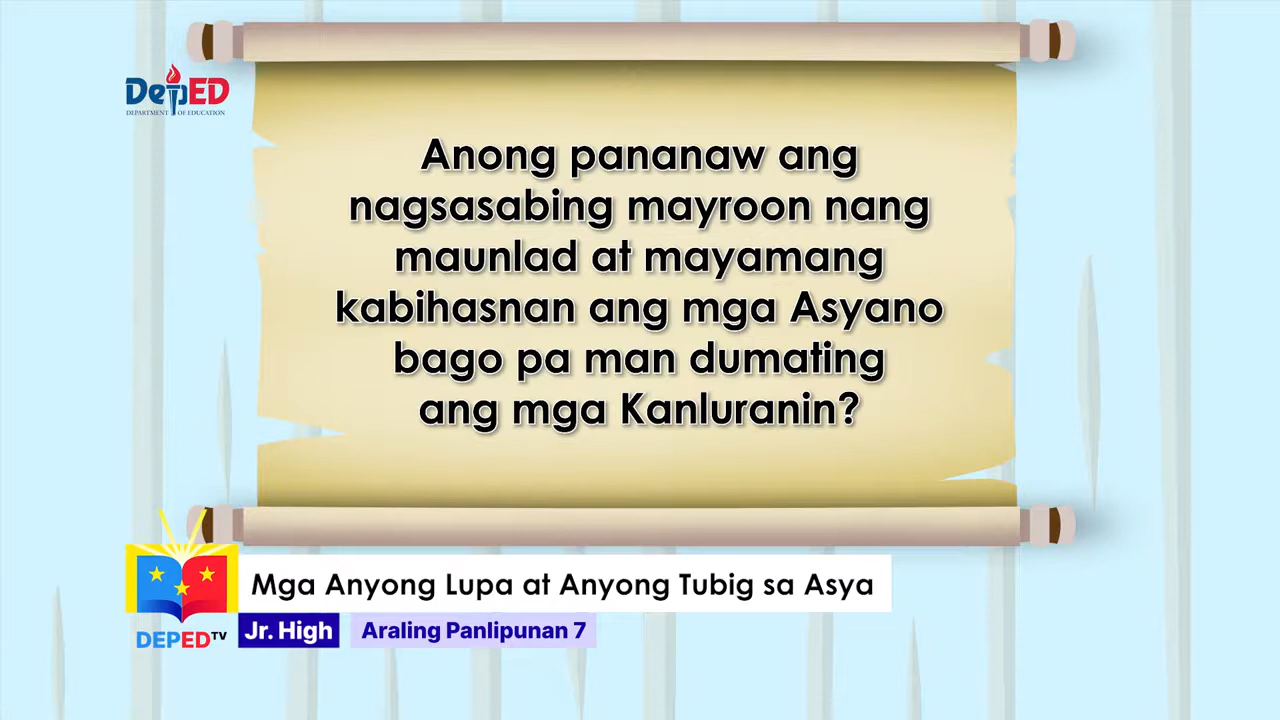 DepED
DEPARTMENT OF EDUCATION
Anong pananaw ang
nagsasabing mayroon nang
maunlad at mayamang
kabihasnan ang mga Asyano
bago pa man dumating
ang mga Kanluranin?
Mga Anyong Lupa at Anyong Tubig sa Asya
DEPED TV
Jr. High
Araling Panlipunan 7